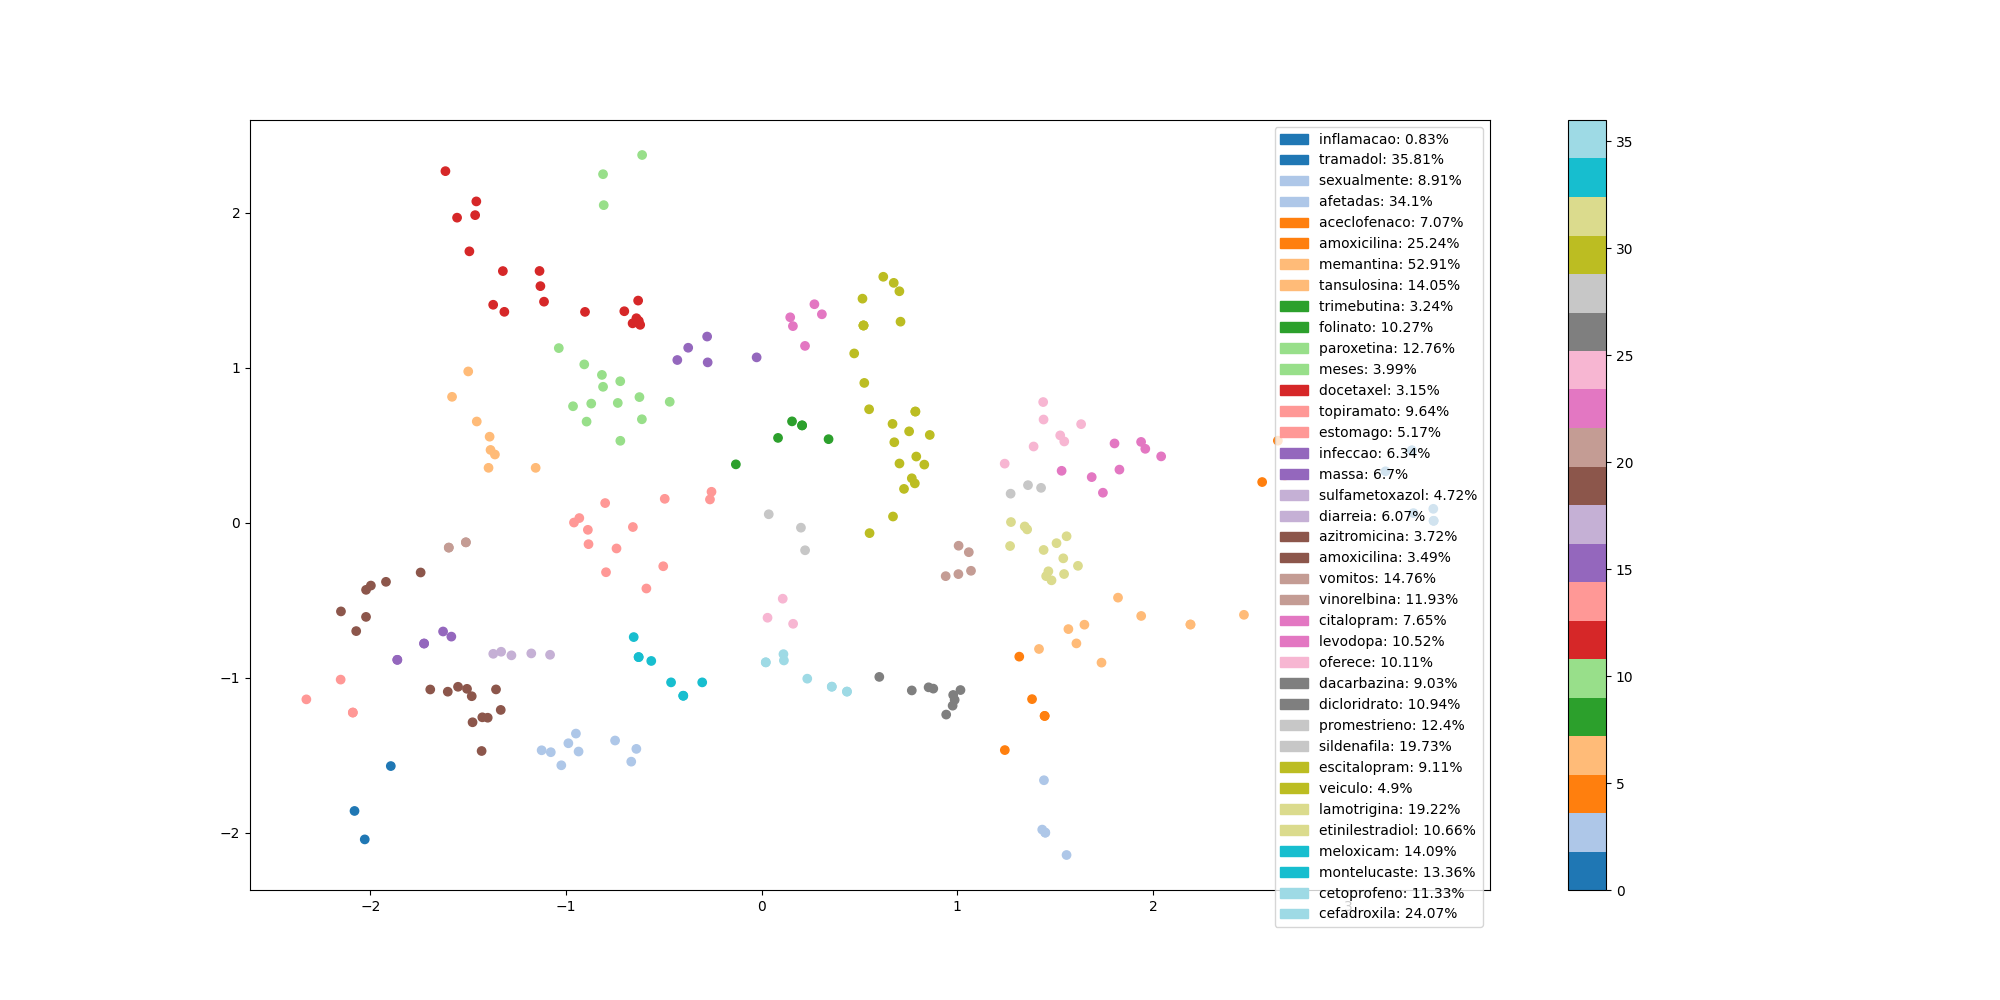 inflamacao: 0.83%
tramadol: 35.81%
sexualmente: 8.91%
afetadas: 34.1%
aceclofenaco: 7.07%
amoxicilina: 25.24%
memantina: 52.91%
tansulosina: 14.05%
trimebutina: 3.24%
folinato: 10.27%
paroxetina: 12.76%
meses: 3.99%
docetaxel: 3.15%
topiramato: 9.64%
estomago: 5.17%
infeccao: 6.34%
massa: 6.7%
sulfametoxazol: 4.72%
diarreia: 6.07%
azitromicina: 3.72%
amoxicilina: 3.49%
vomitos: 14.76%
vinorelbina: 11.93%
citalopram: 7.65%
levodopa: 10.52%
oferece: 10.11%
dacarbazina: 9.03%
dicloridrato: 10.94%
promestrieno: 12.4%
sildenafila: 19.73%
escitalopram: 9.11%
veiculo: 4.9%
lamotrigina: 19.22%
etinilestradiol: 10.66%
meloxicam: 14.09%
montelucaste: 13.36%
cetoprofeno: 11.33%
cefadroxila: 24.07%
2
1
0
−1
−2
−2 −1 0 1 2 3
35
30
25
20
15
10
5
0